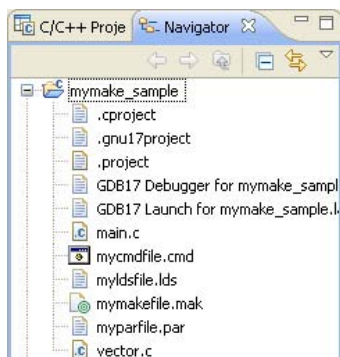 C/C++ Proje Navigator
mymake_sample
.cproject
.gnu17project
.project
GDB17 Debugger for mymake_sampl
GDB17 Launch for mymake_sample.l
main.c
mycmdfile.cmd
myldsfile.lds
mymakefile.mak
myparfile.par
vector.c